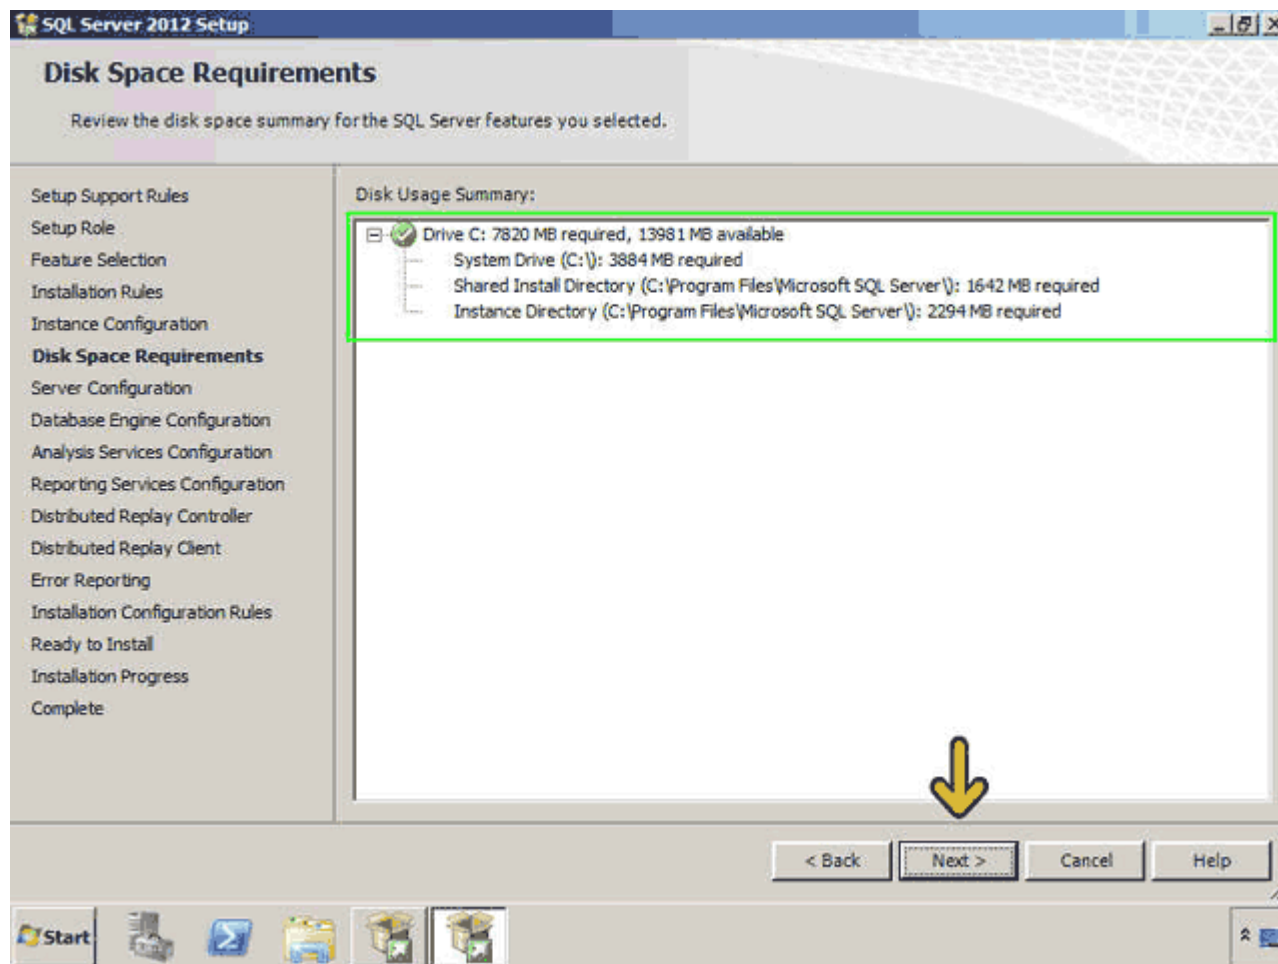 SQL Server 2012 Setup
Disk Space Requirements
Review the disk space summary for the SQL Server features you selected.
Setup Support Rules
Setup Role
Feature Selection
Installation Rules
Instance Configuration
Disk Space Requirements
Server Configuration
Database Engine Configuration
Analysis Services Configuration
Reporting Services Configuration
Distributed Replay Controller
Distributed Replay Client
Error Reporting
Installation Configuration Rules
Ready to Install
Installation Progress
Complete
Disk Usage Summary:
Drive C: 7820 MB required, 13981 MB available
System Drive (C:\): 3884 MB required
Shared Install Directory (C:\Program Files\Microsoft SQL Server\): 1642 MB required
Instance Directory (C:\Program Files\Microsoft SQL Server\): 2294 MB required
< Back
Next >
Cancel
Help
Start